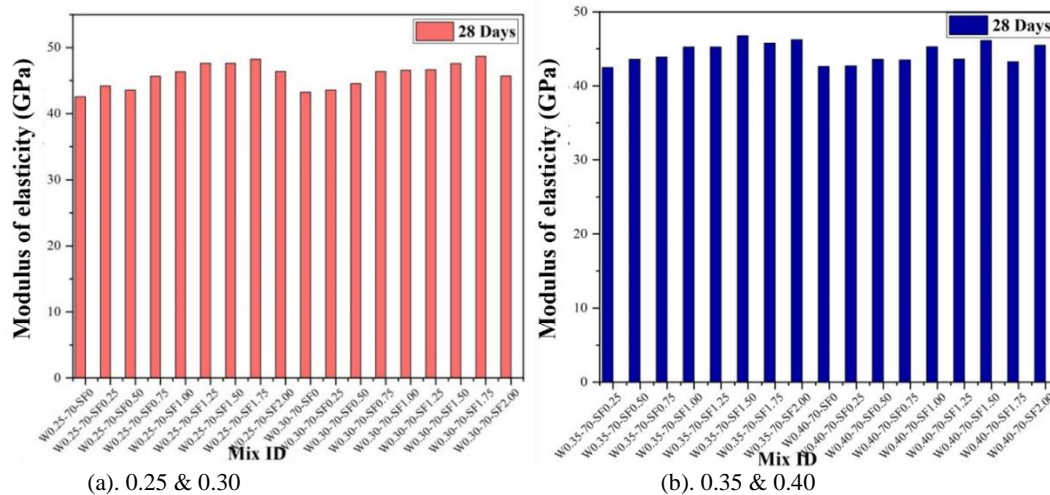 28 Days
Modulus of elasticity (GPa)
50
40
30
20
10
0
W0.25-70-SF0
W0.25-70-SF0.25
W0.25-70-SF0.50
W0.25-70-SF0.75
W0.25-70-SF1.00
W0.25-70-SF1.25
W0.25-70-SF1.50
W0.25-70-SF1.75
W0.25-70-SF2.00
W0.30-70-SF0
W0.30-70-SF0.25
W0.30-70-SF0.50
W0.30-70-SF0.75
W0.30-70-SF1.00
W0.30-70-SF1.25
W0.30-70-SF1.50
W0.30-70-SF1.75
W0.30-70-SF2.00
Mix ID
(a). 0.25 & 0.30
28 Days
Modulus of elasticity (GPa)
50
40
30
20
10
0
W0.35-70-SF0.25
W0.35-70-SF0.50
W0.35-70-SF0.75
W0.35-70-SF1.00
W0.35-70-SF1.25
W0.35-70-SF1.50
W0.35-70-SF1.75
W0.35-70-SF2.00
W0.40-70-SF0
W0.40-70-SF0.25
W0.40-70-SF0.50
W0.40-70-SF0.75
W0.40-70-SF1.00
W0.40-70-SF1.25
W0.40-70-SF1.50
W0.40-70-SF1.75
W0.40-70-SF2.00
Mix ID
(b). 0.35 & 0.40